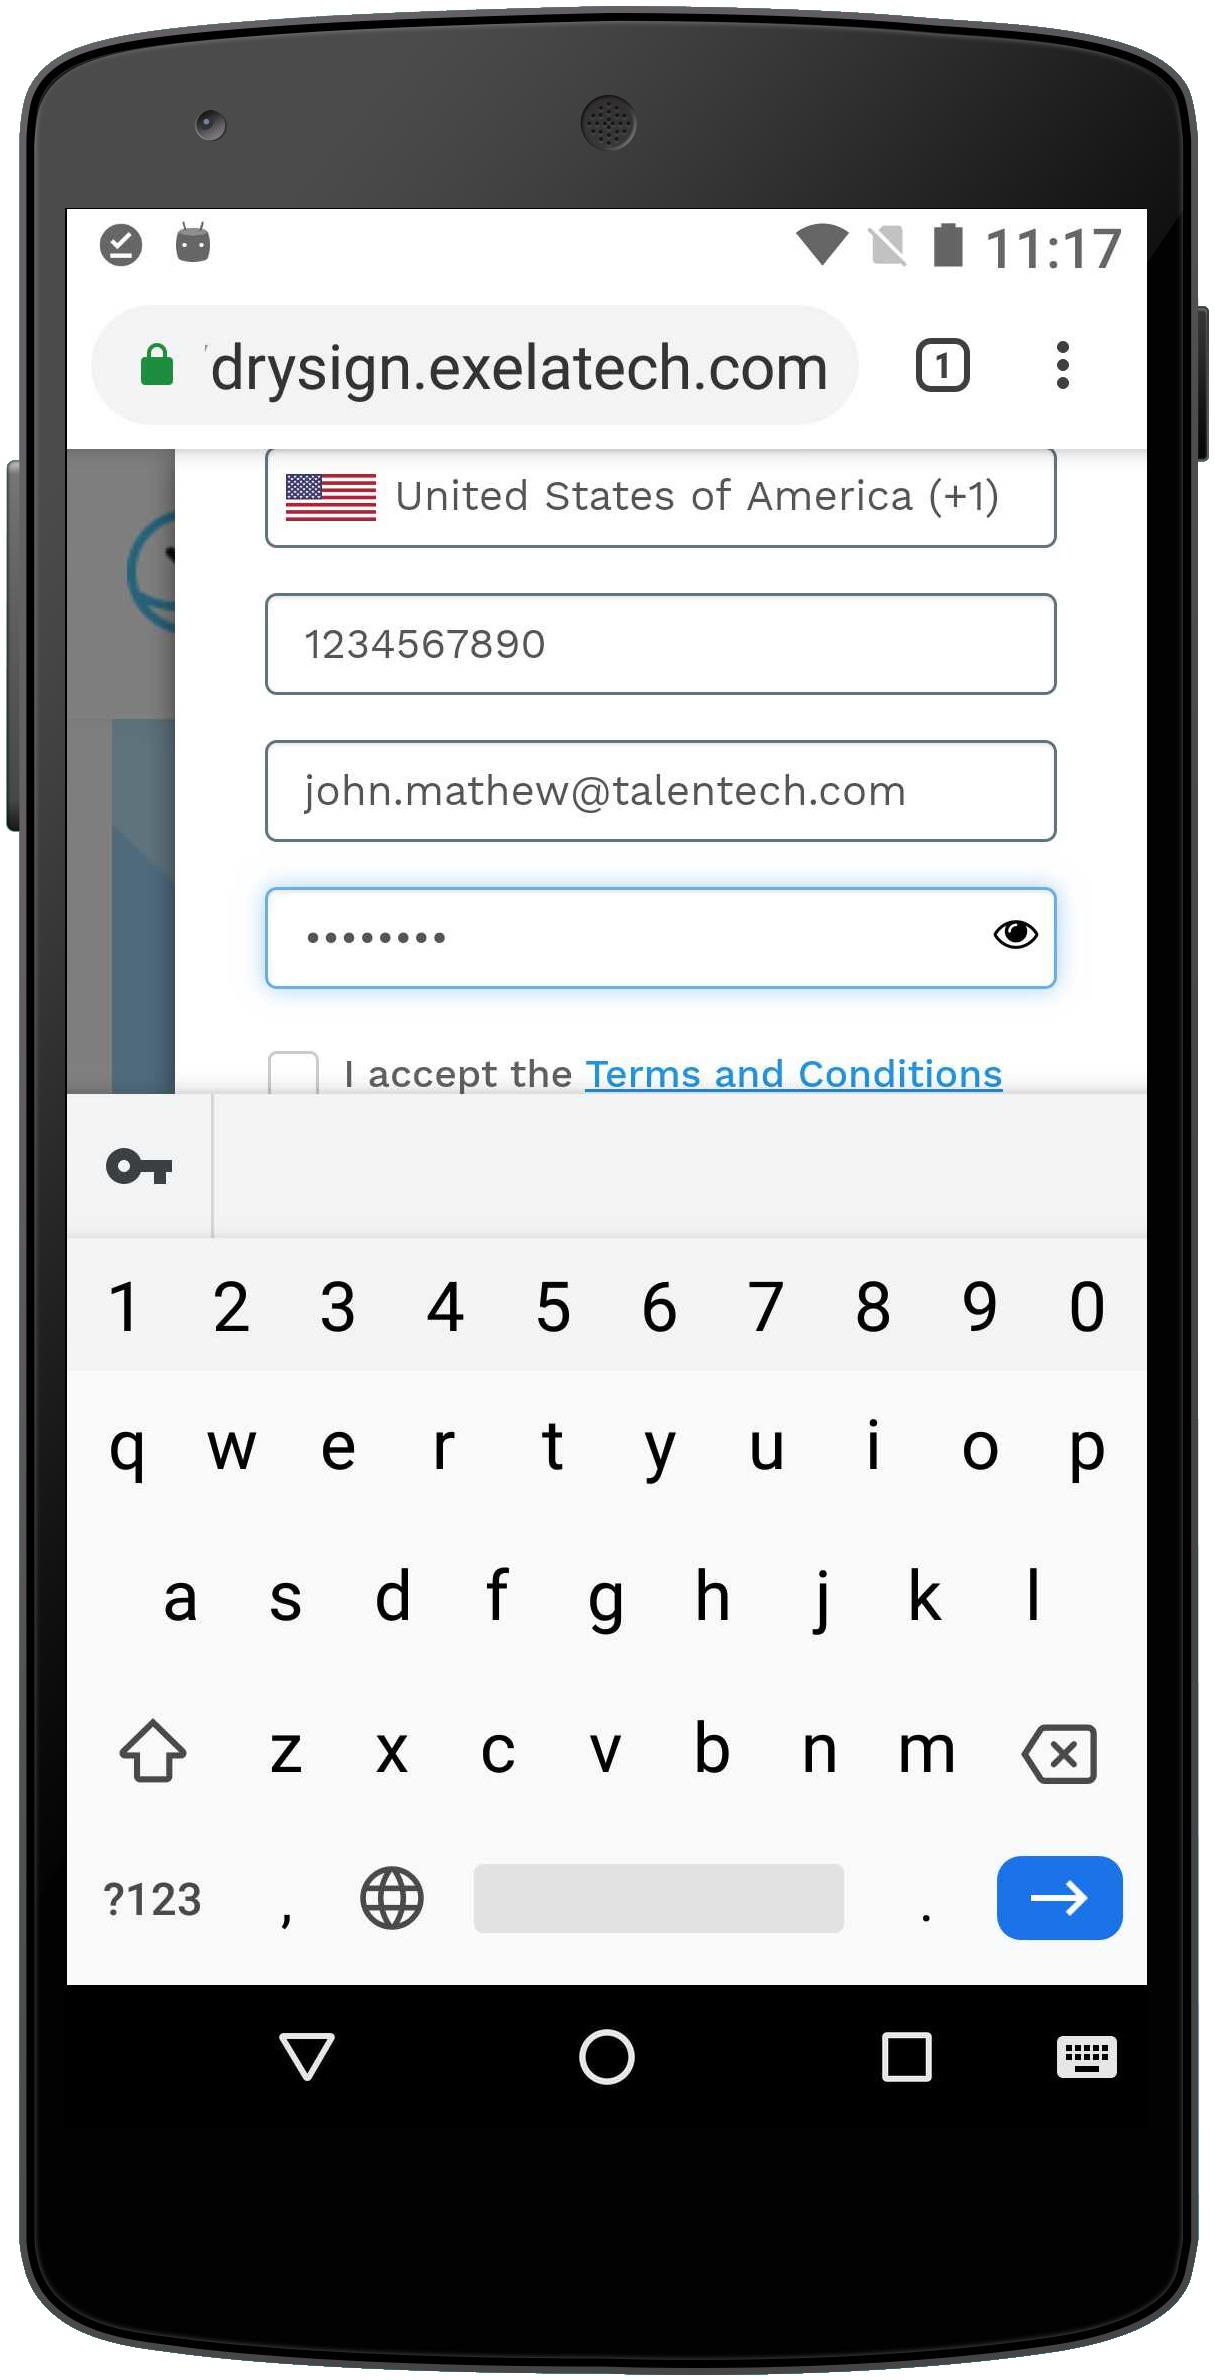 11:17
drysign.exelatech.com
1
United States of America (+1)
1234567890
john.mathew@talentech.com
••••••••
I accept the Terms and Conditions
1 2 3 4 5 6 7 8 9 0
q w e r t y u i o p
a s d f g h j k l
z x c v b n m
?123 , .